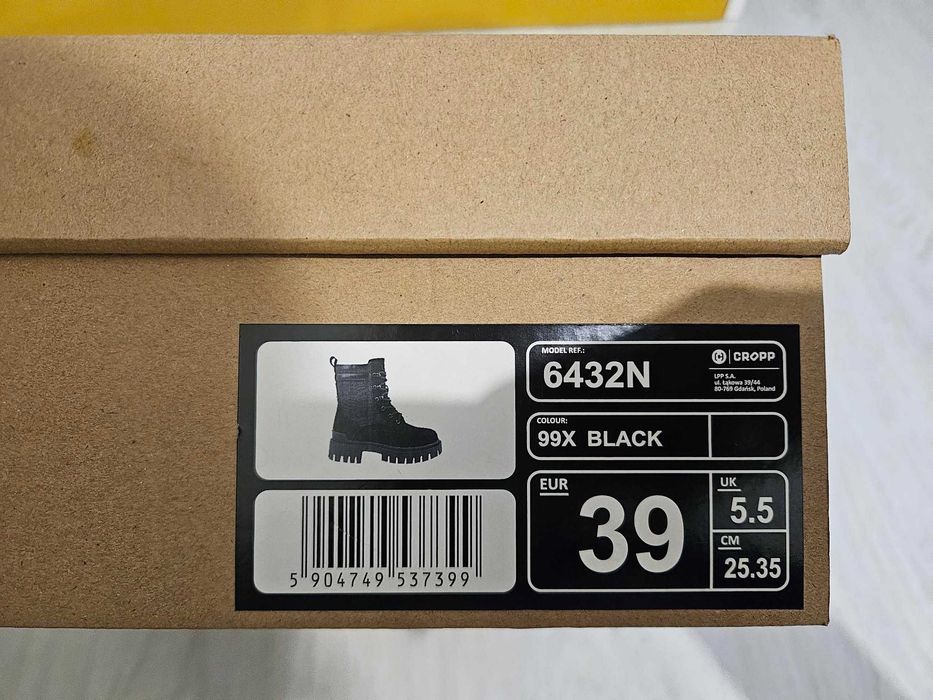 MODEL REF.:
6432N
CROPP
LPP S.A.
ul. Łąkowa 39/44
80-769 Gdańsk, Poland
COLOUR:
99X BLACK
EUR
39
UK
5.5
CM
25.35
5 904749 537399